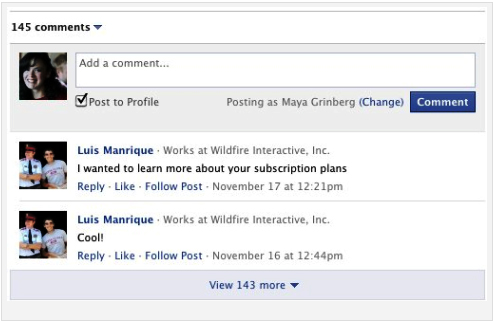 145 comments
Add a comment...
Post to Profile Posting as Maya Grinberg (Change) Comment
Luis Manrique · Works at Wildfire Interactive, Inc.
I wanted to learn more about your subscription plans
Reply · Like · Follow Post · November 17 at 12:21pm
Luis Manrique · Works at Wildfire Interactive, Inc.
Cool!
Reply · Like · Follow Post · November 16 at 12:44pm
View 143 more